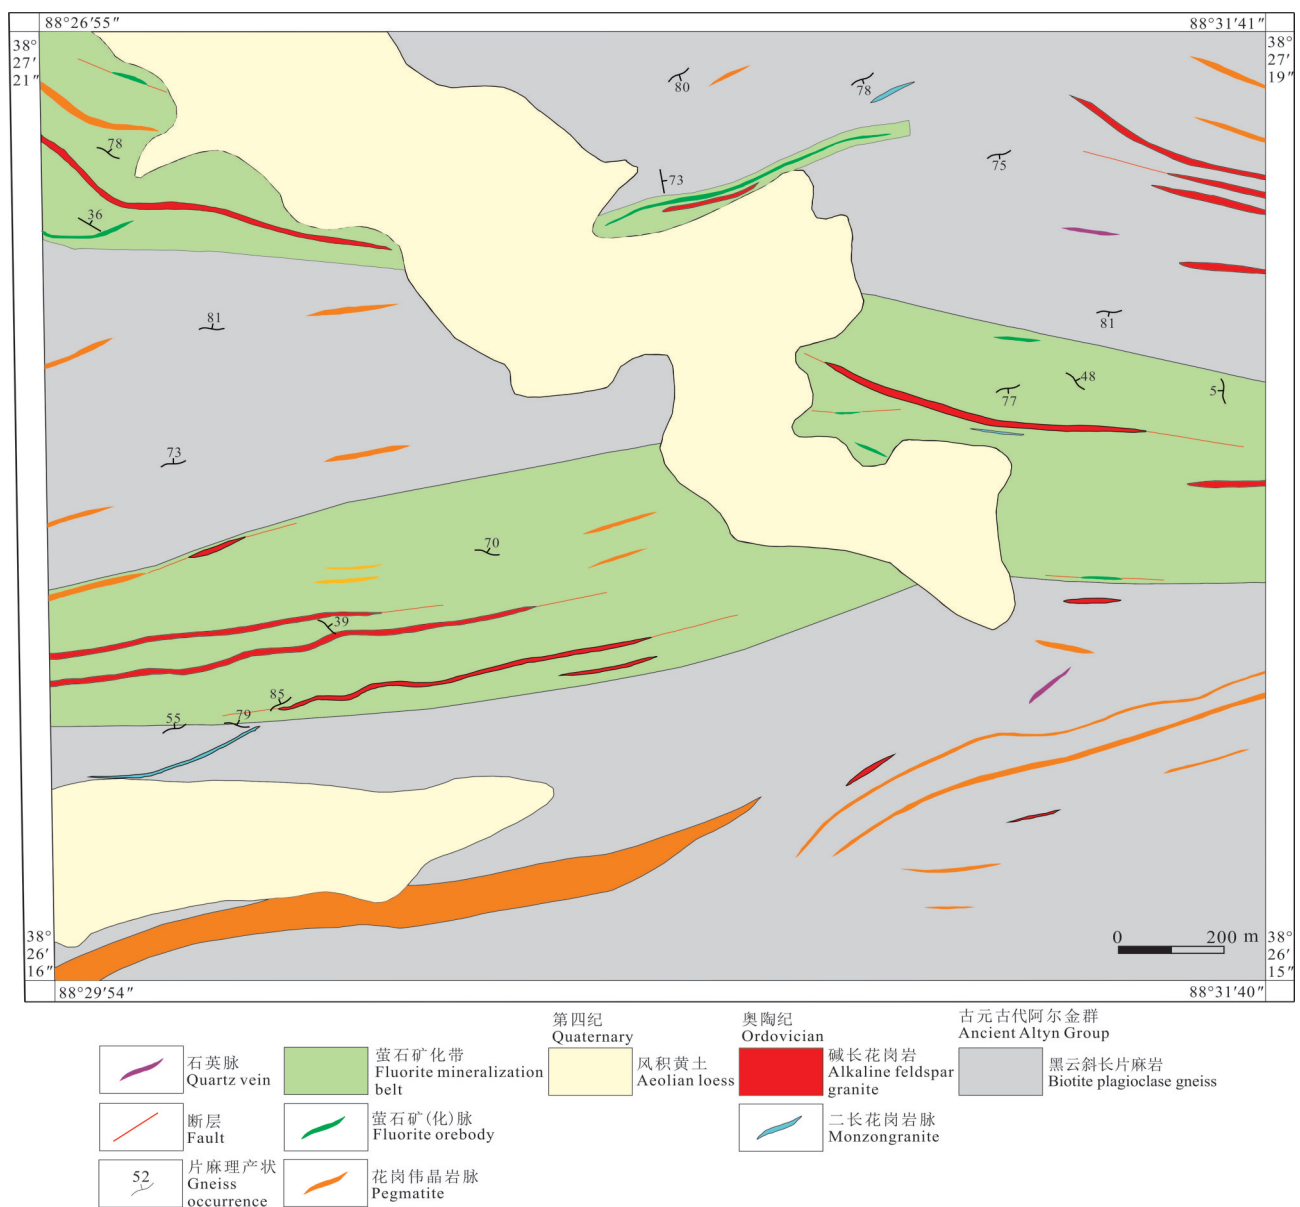 88°26′55″
88°31′41″
38°
27′
21″
38°
27′
19″
80
78
78
73
75
36
81
81
48
5
77
73
70
39
85
55
79
0 200 m
38°
26′
16″
38°
26′
15″
88°29′54″
88°31′40″
第四纪
Quaternary
奥陶纪
Ordovician
古元古代阿尔金群
Ancient Altyn Group
石英脉
Quartz vein
萤石矿化带
Fluorite mineralization
belt
风积黄土
Aeolian loess
碱长花岗岩
Alkaline feldspar
granite
黑云斜长片麻岩
Biotite plagioclase gneiss
断层
Fault
萤石矿(化)脉
Fluorite orebody
二长花岗岩脉
Monzongranite
52
片麻理产状
Gneiss
occurrence
花岗伟晶岩脉
Pegmatite